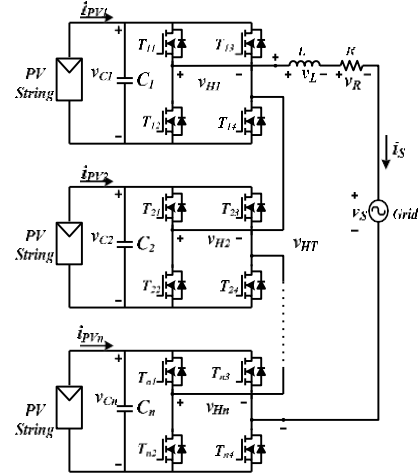 iPV1
T11
T13
L
R
PV
String
vC1
C1
vH1
vL
vR
T12
T14
iS
iPV2
T21
T23
vS
Grid
PV
String
vC2
C2
vH2
vHT
T22
T24
iPVn
Tn1
Tn3
PV
String
vCn
Cn
vHn
Tn2
Tn4